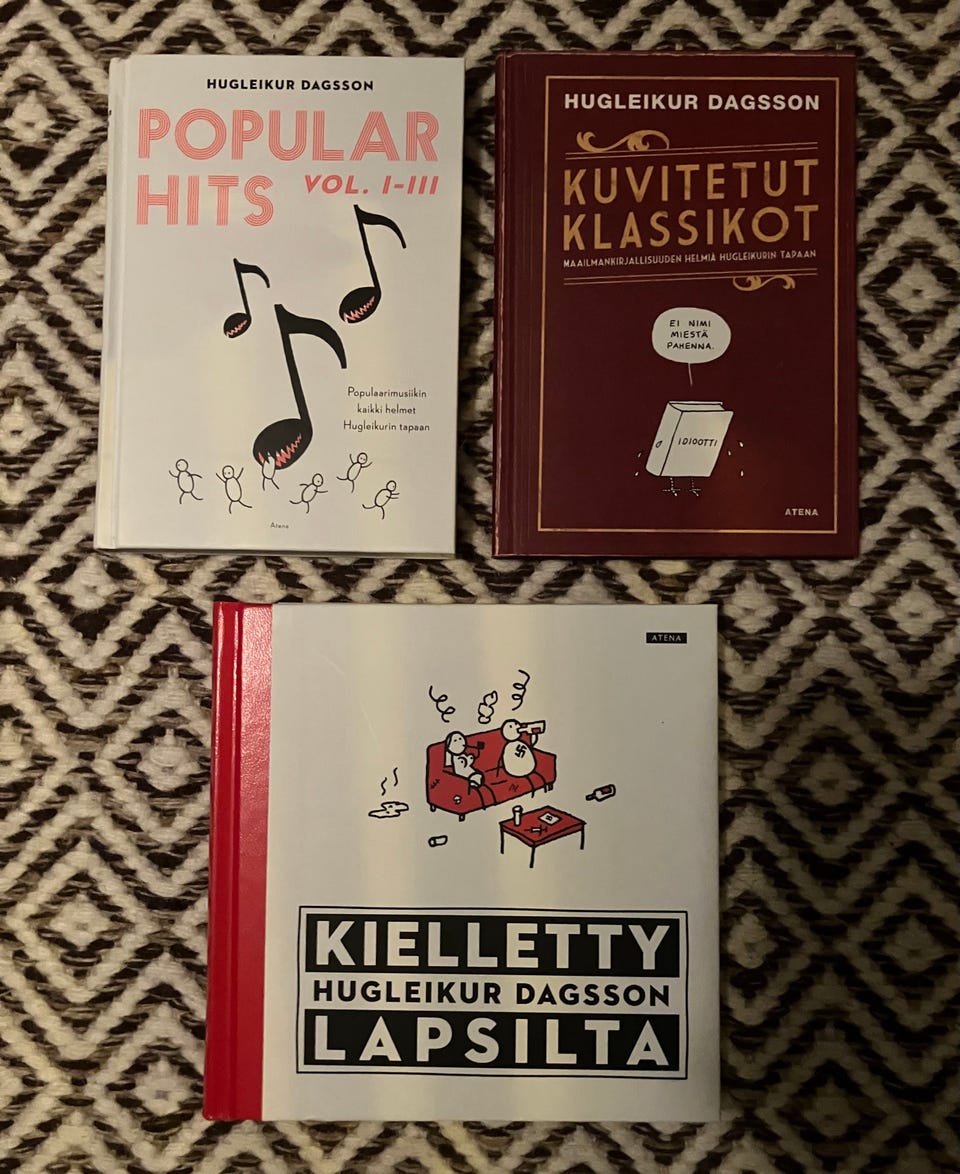 HUGLEIKUR DAGSSON
POPULAR
HITS VOL. I-III
Populaarimusiikin
kaikki helmet
Hugleikurin tapaan
Atena
HUGLEIKUR DAGSSON
KUVITETUT
KLASSIKOT
MAAILMANKIRJALLISUUDEN HELMIÄ HUGLEIKURIN TAPAAN
EI NIMI
MIESTÄ
PAHENNA.
IDIOOTTI
ATENA
ATENA
KIELLETTY
HUGLEIKUR DAGSSON
LAPSILTA